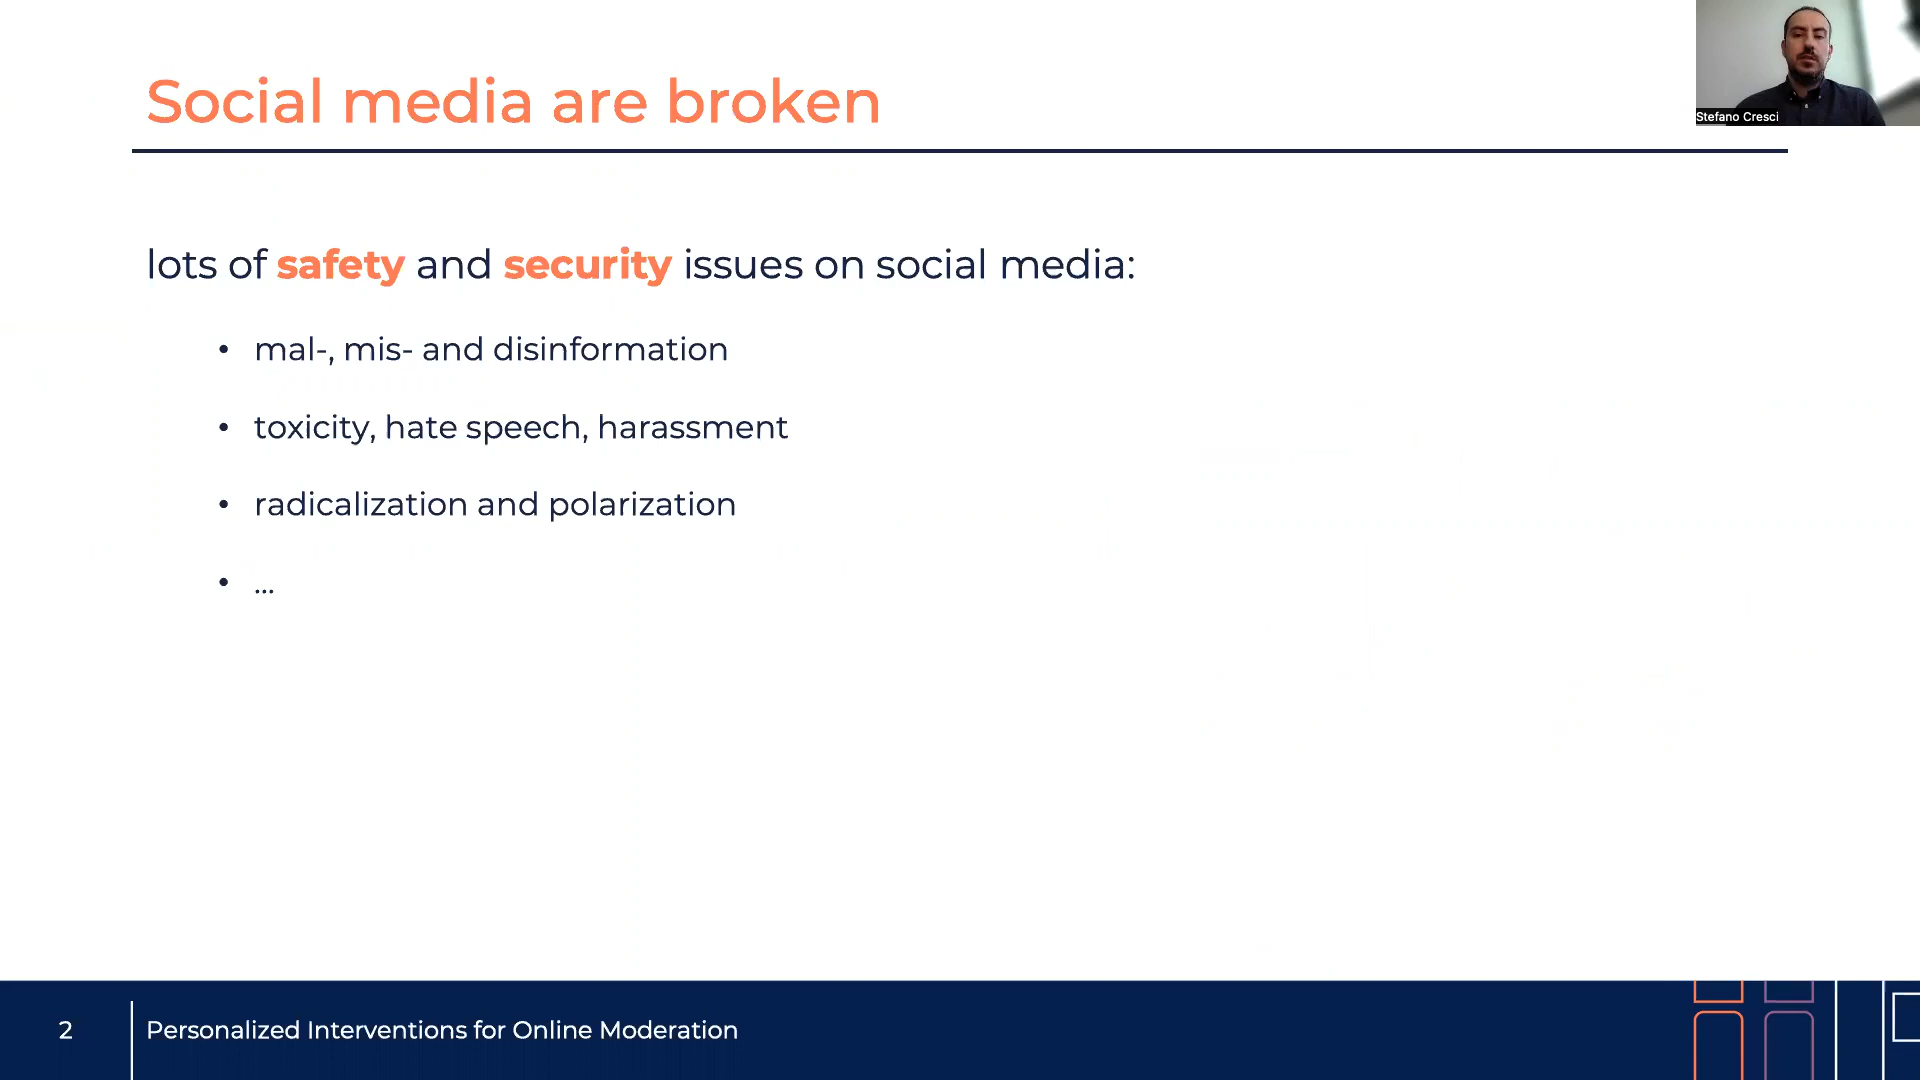 Social media are broken
Stefano Cresci
lots of safety and security issues on social media:
• mal-, mis- and disinformation
• toxicity, hate speech, harassment
• radicalization and polarization
• ...
2
Personalized Interventions for Online Moderation